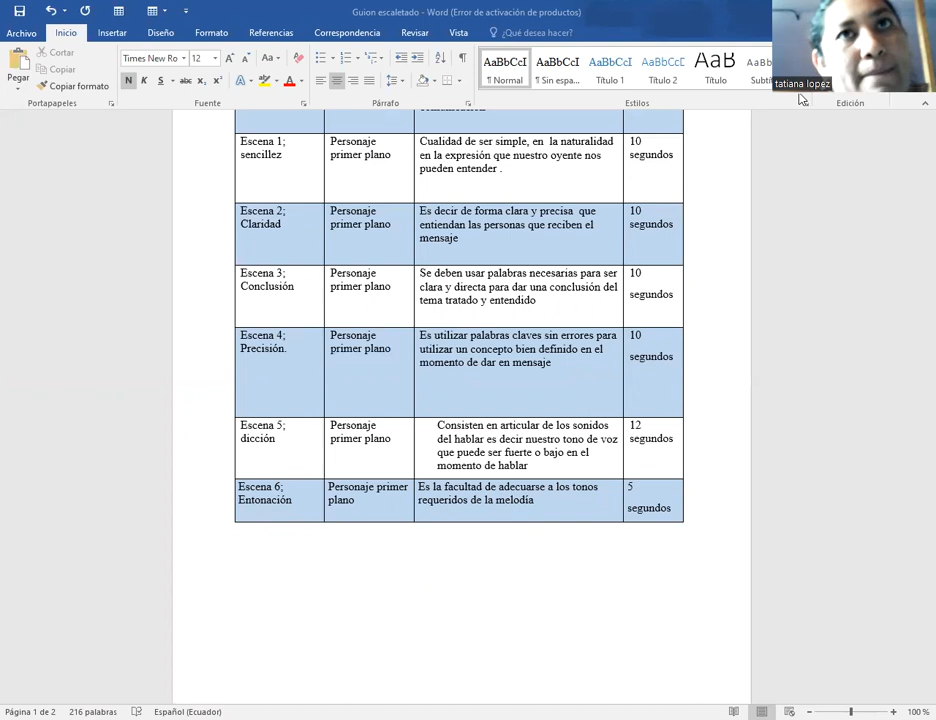 Guion escaletado - Word (Error de activación de productos)
Archivo Inicio Insertar Diseño Formato Referencias Correspondencia Revisar Vista ¿Qué desea hacer?
Pegar
Cortar
Copiar
Copiar formato
Times New Ro 12
Aa
N K S abc x₂ x²
A A
AaBbCcI AaBbCcI AaBbCcI AaBbCcD AaB AaBb
¶ Normal ¶ Sin espa... Título 1 Título 2 Título Subtí
tatiana lopez
Portapapeles Fuente Párrafo Estilos Edición
Escena 1;
sencillez
Personaje
primer plano
Cualidad de ser simple, en la naturalidad
en la expresión que nuestro oyente nos
pueden entender .
10
segundos
Escena 2;
Claridad
Personaje
primer plano
Es decir de forma clara y precisa que
entiendan las personas que reciben el
mensaje
10
segundos
Escena 3;
Conclusión
Personaje
primer plano
Se deben usar palabras necesarias para ser
clara y directa para dar una conclusión del
tema tratado y entendido
10
segundos
Escena 4;
Precisión.
Personaje
primer plano
Es utilizar palabras claves sin errores para
utilizar un concepto bien definido en el
momento de dar en mensaje
10
segundos
Escena 5;
dicción
Personaje
primer plano
Consisten en articular de los sonidos
del hablar es decir nuestro tono de voz
que puede ser fuerte o bajo en el
momento de hablar
12
segundos
Escena 6;
Entonación
Personaje primer
plano
Es la facultad de adecuarse a los tonos
requeridos de la melodía
5
segundos
Página 1 de 2 216 palabras Español (Ecuador) 100 %